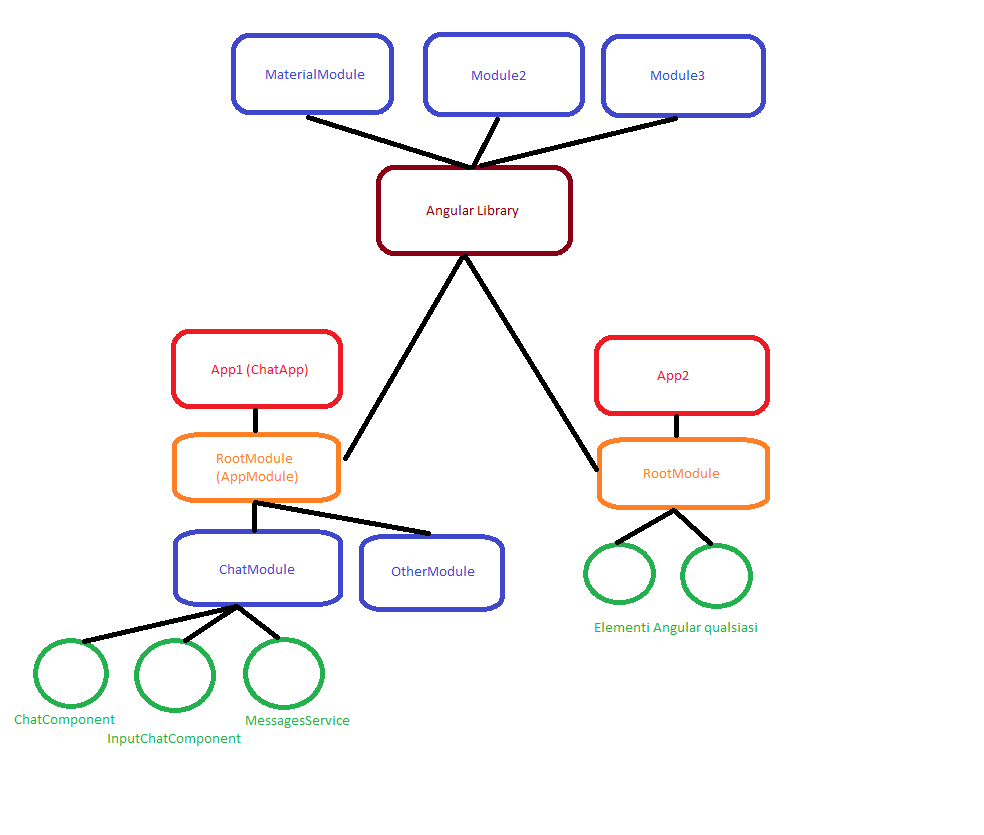 MaterialModule
Module2
Module3
Angular Library
App1 (ChatApp)
App2
RootModule
(AppModule)
RootModule
ChatModule
OtherModule
Elementi Angular qualsiasi
ChatComponent
MessagesService
InputChatComponent